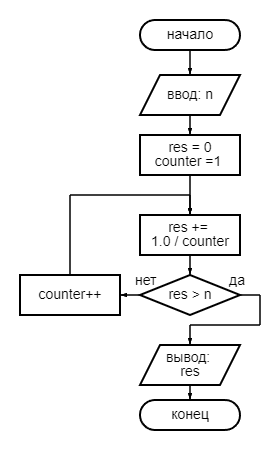 начало
ввод: n
res = 0
counter =1
res +=
1.0 / counter
нет
да
counter++
res > n
вывод:
res
конец